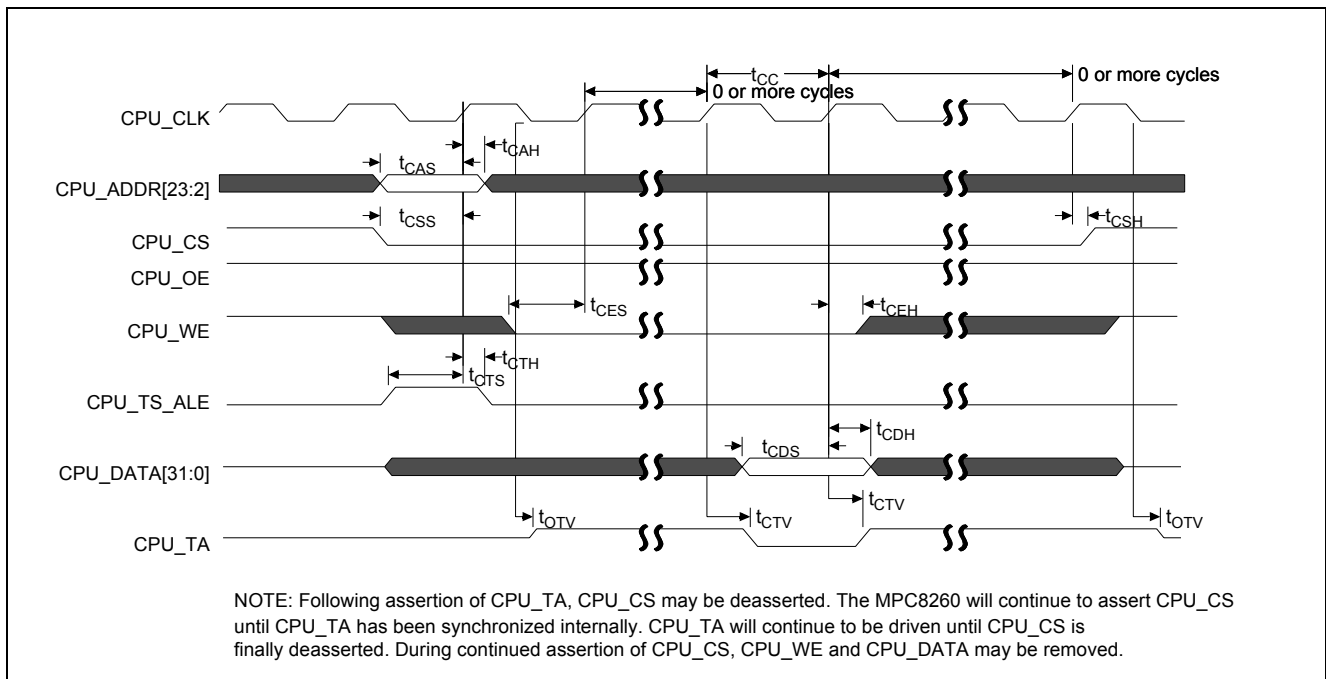 tCC
0 or more cycles
0 or more cycles
CPU_CLK
tCAH
tCAS
CPU_ADDR[23:2]
tCSS
tCSH
CPU_CS
CPU_OE
tCES
tCEH
CPU_WE
tCTH
tCTS
CPU_TS_ALE
tCDH
tCDS
CPU_DATA[31:0]
tCTV
tOTV
tCTV
tOTV
CPU_TA
NOTE: Following assertion of CPU_TA, CPU_CS may be deasserted. The MPC8260 will continue to assert CPU_CS
until CPU_TA has been synchronized internally. CPU_TA will continue to be driven until CPU_CS is
finally deasserted. During continued assertion of CPU_CS, CPU_WE and CPU_DATA may be removed.